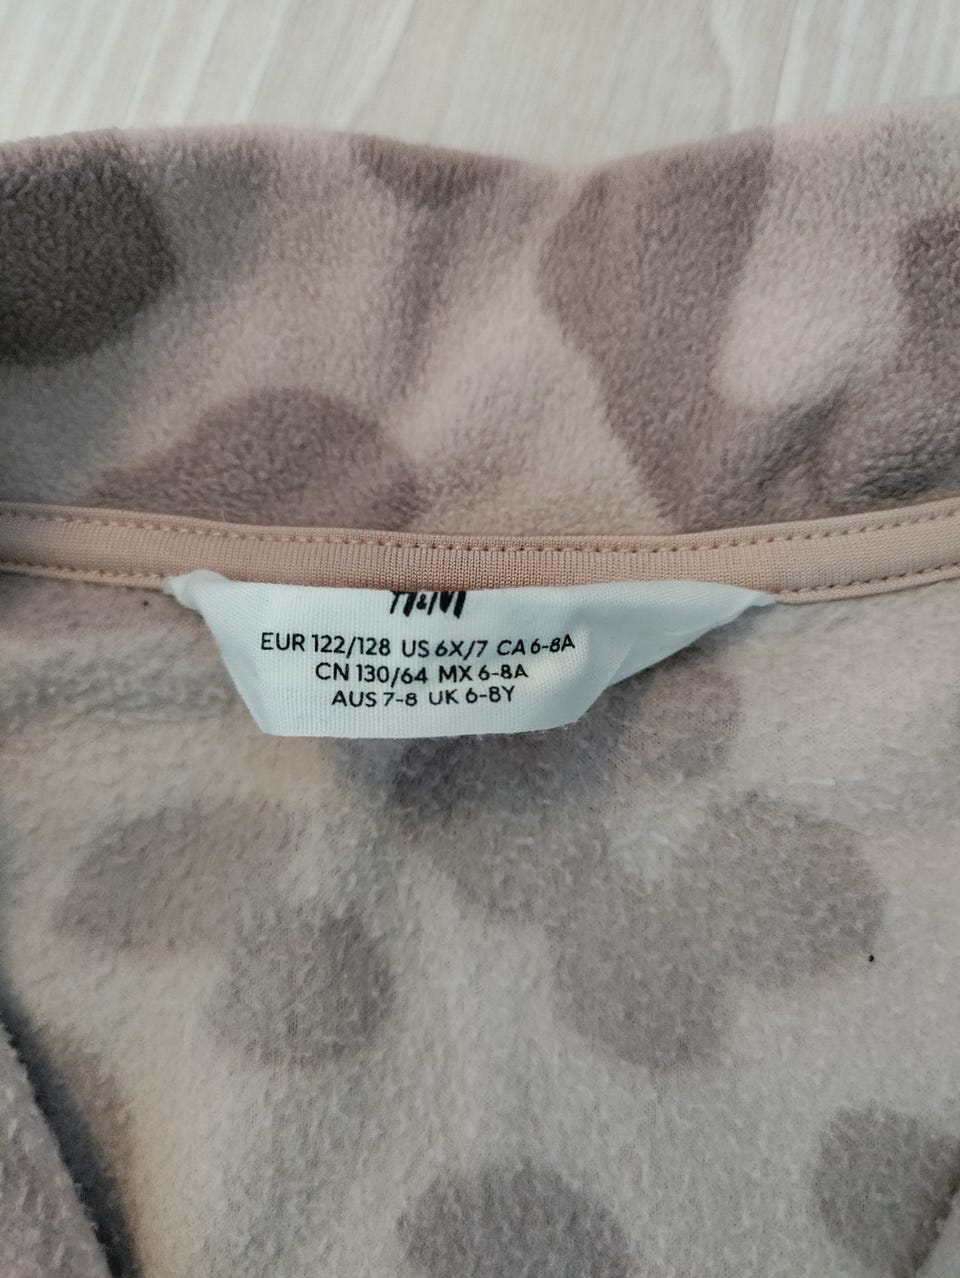 H&M
EUR 122/128 US 6X/7 CA 6-8A
CN 130/64 MX 6-8A
AUS 7-8 UK 6-8Y